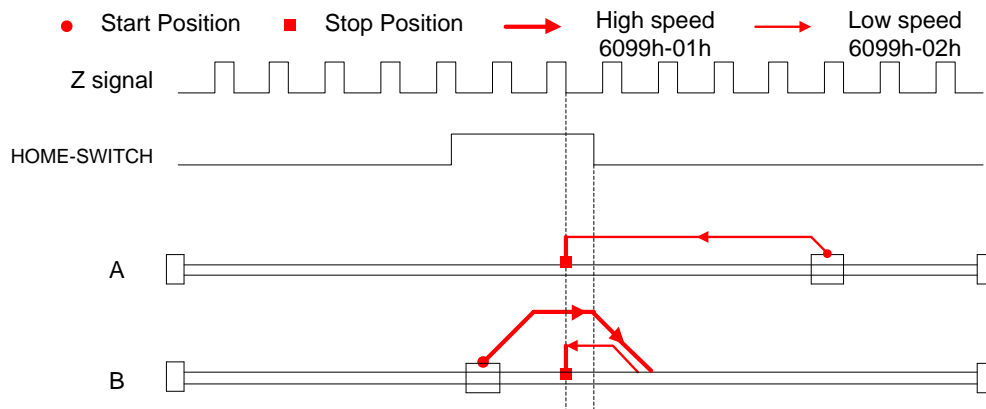 Start Position
Stop Position
High speed
6099h-01h
Low speed
6099h-02h
Z signal
HOME-SWITCH
A
B